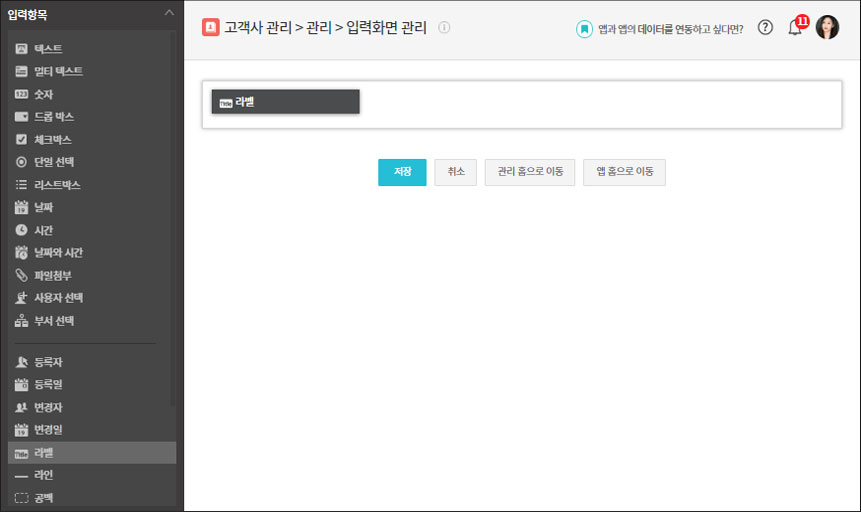 입력항목
텍스트
멀티 텍스트
123 숫자
드롭 박스
체크박스
단일 선택
리스트박스
날짜
시간
날짜와 시간
파일첨부
사용자 선택
부서 선택
등록자
등록일
변경자
변경일
Title 라벨
라인
공백
고객사 관리 > 관리 > 입력화면 관리
앱과 앱의 데이터를 연동하고 싶다면?
11
Title 라벨
저장 취소 관리 홈으로 이동 앱 홈으로 이동